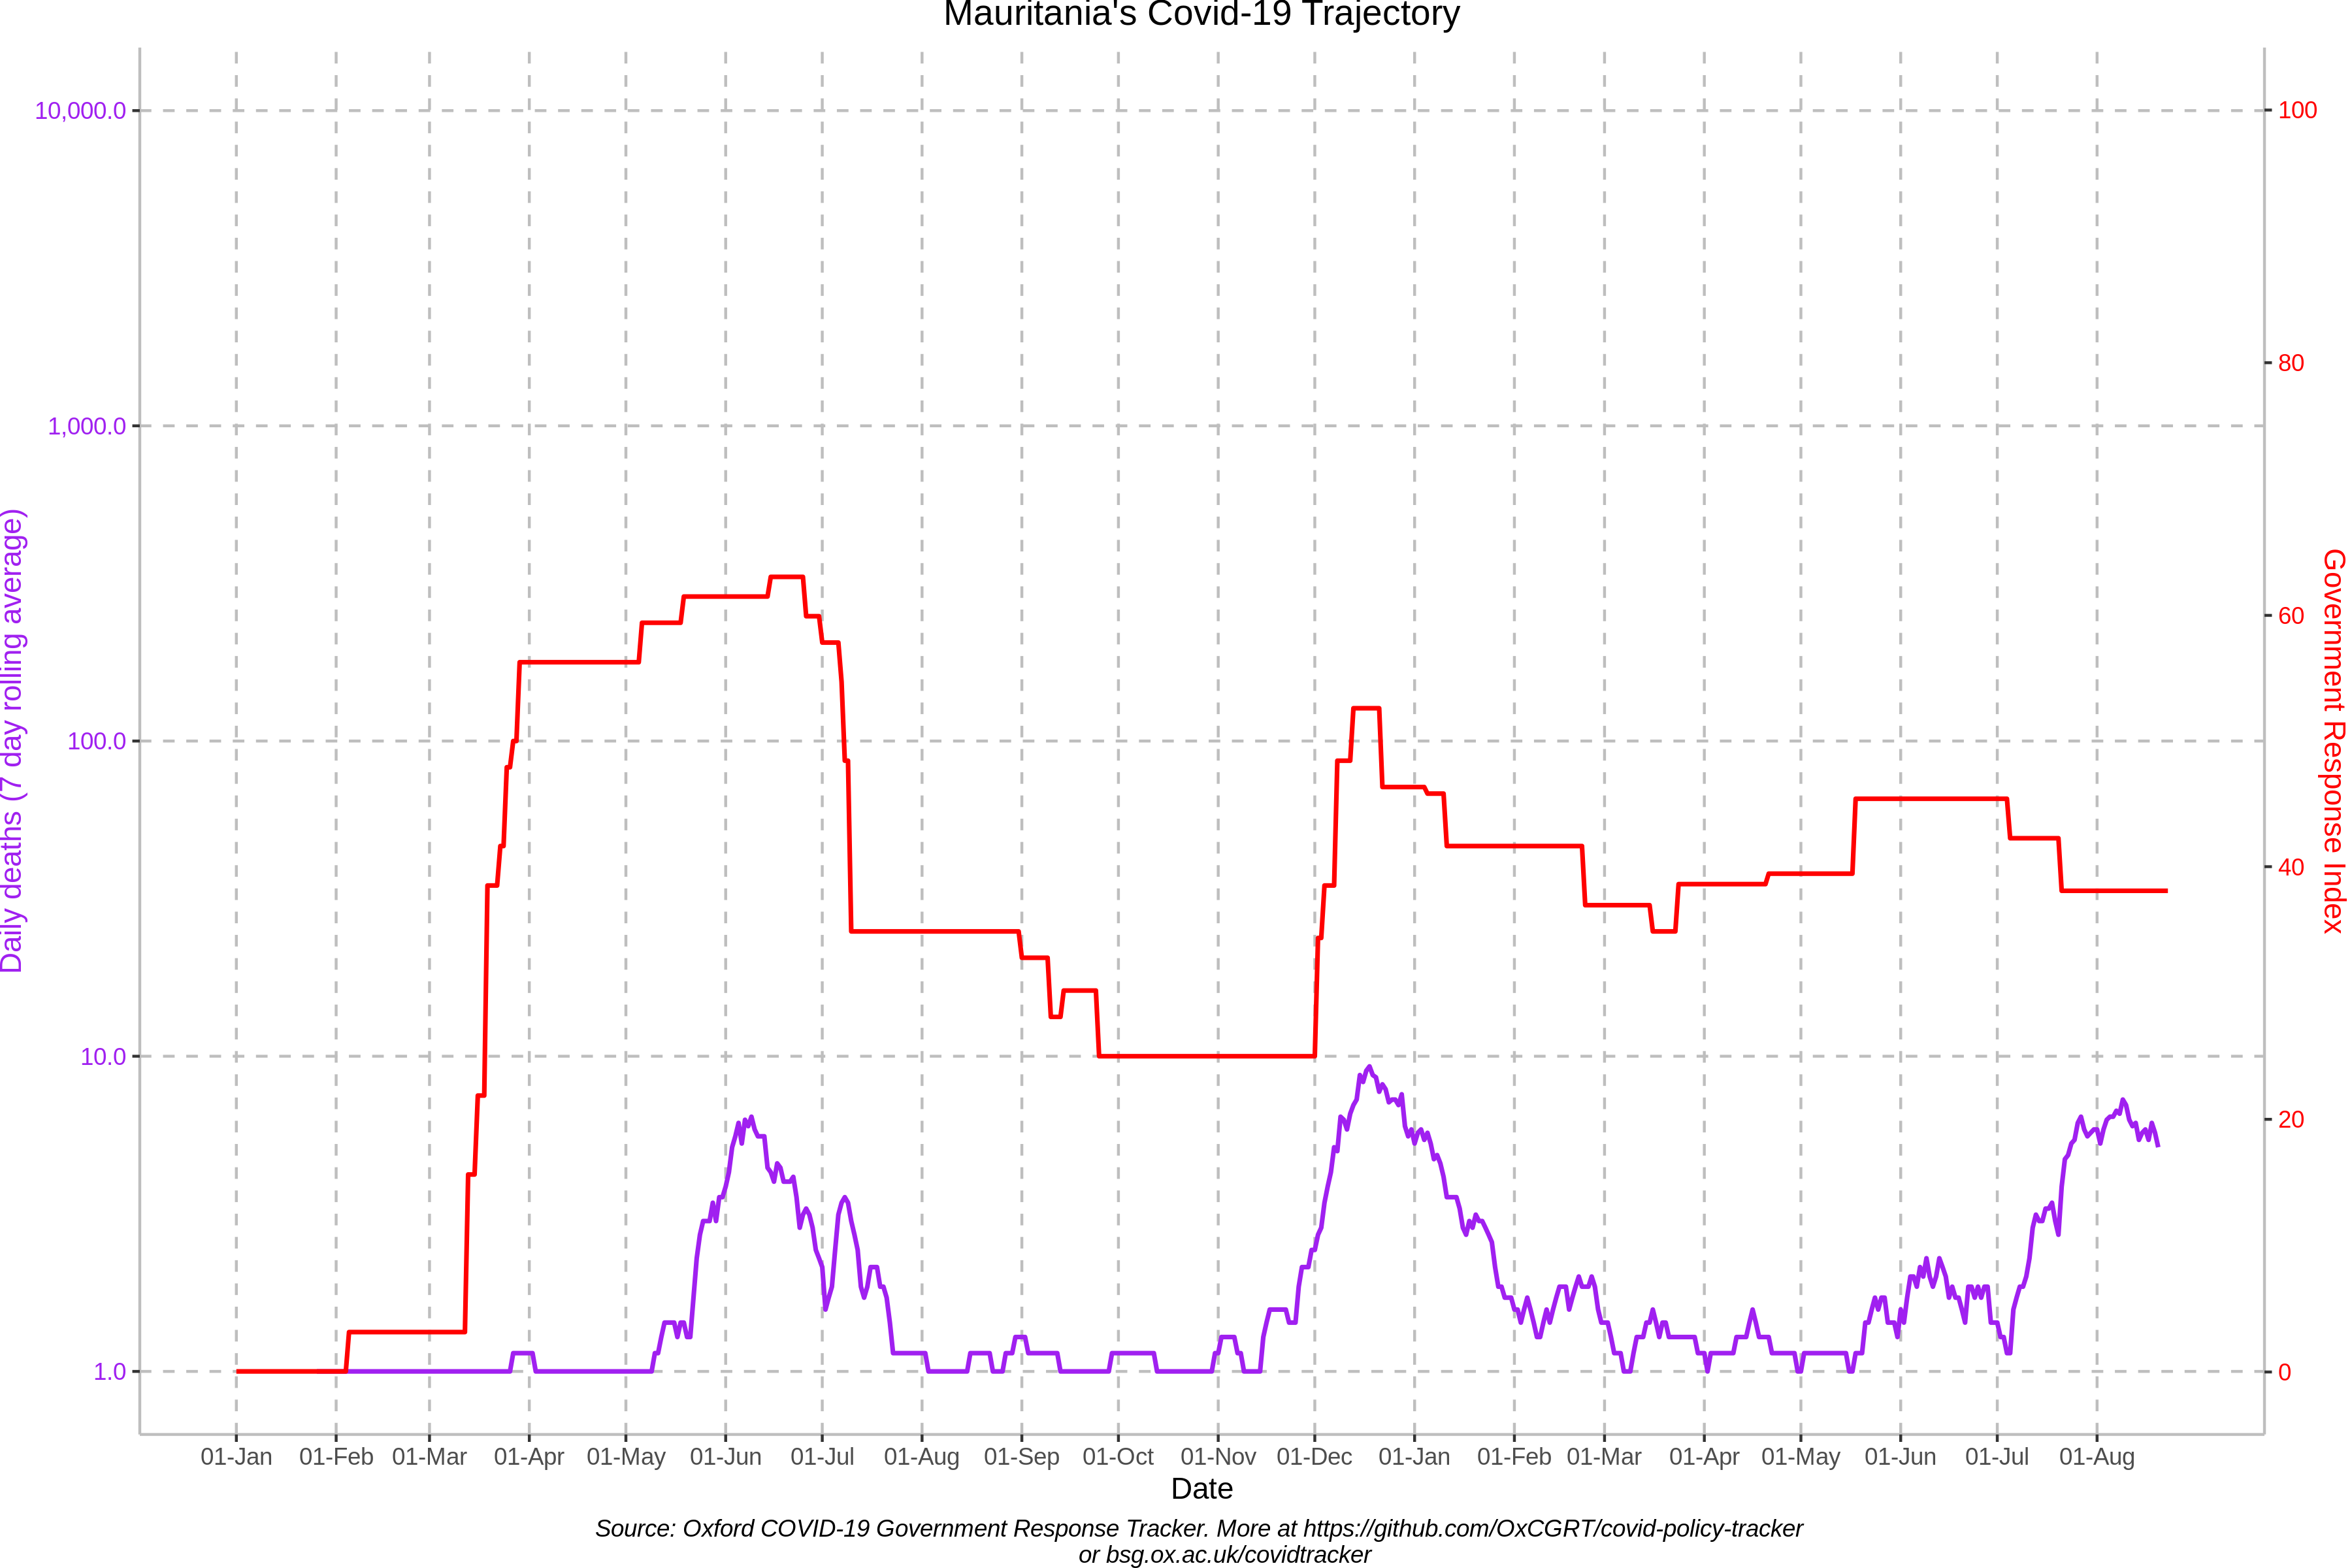 Mauritania's Covid-19 Trajectory
10,000.0
1,000.0
100.0
10.0
1.0
Daily deaths (7 day rolling average)
100
80
60
40
20
0
Government Response Index
01-Jan 01-Feb 01-Mar 01-Apr 01-May 01-Jun 01-Jul 01-Aug 01-Sep 01-Oct 01-Nov 01-Dec 01-Jan 01-Feb 01-Mar 01-Apr 01-May 01-Jun 01-Jul 01-Aug
Date
Source: Oxford COVID-19 Government Response Tracker. More at https://github.com/OxCGRT/covid-policy-tracker
or bsg.ox.ac.uk/covidtracker